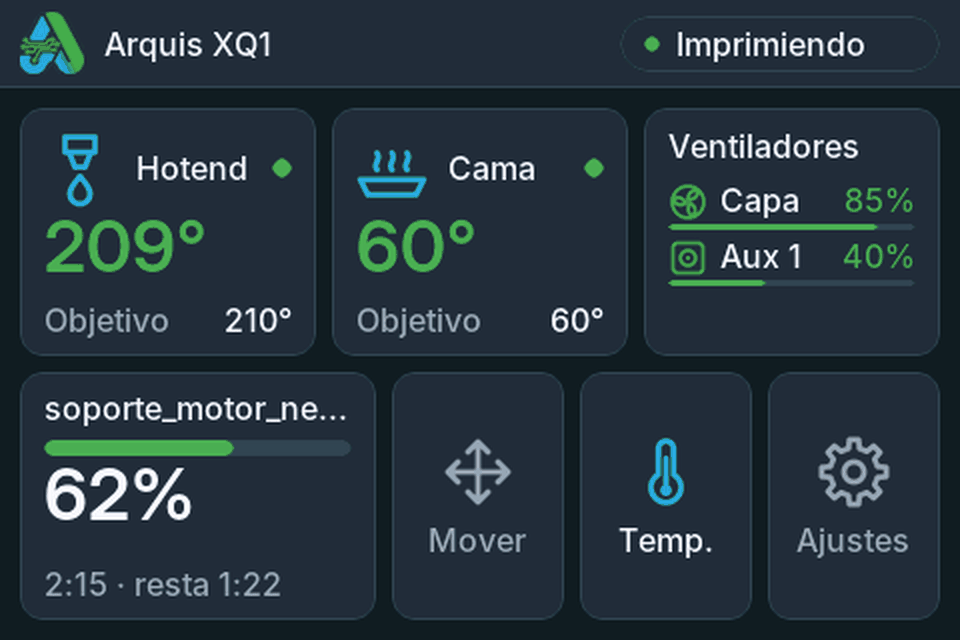 Arquis XQ1
Imprimiendo
Hotend
209°
Objetivo 210°
Cama
60°
Objetivo 60°
Ventiladores
Capa 85%
Aux 1 40%
soporte_motor_ne...
62%
2:15 · resta 1:22
Mover
Temp.
Ajustes